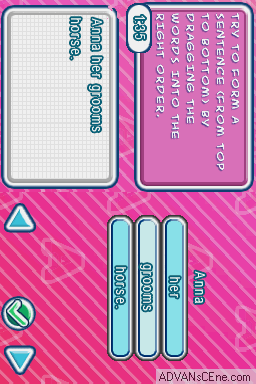 TRY TO FORM A
SENTENCE (FROM TOP
TO BOTTOM) BY
DRAGGING THE
WORDS INTO THE
RIGHT ORDER.
1:35
Anna her grooms
horse.
Anna
her
grooms
horse.
ADVANsCEne.com